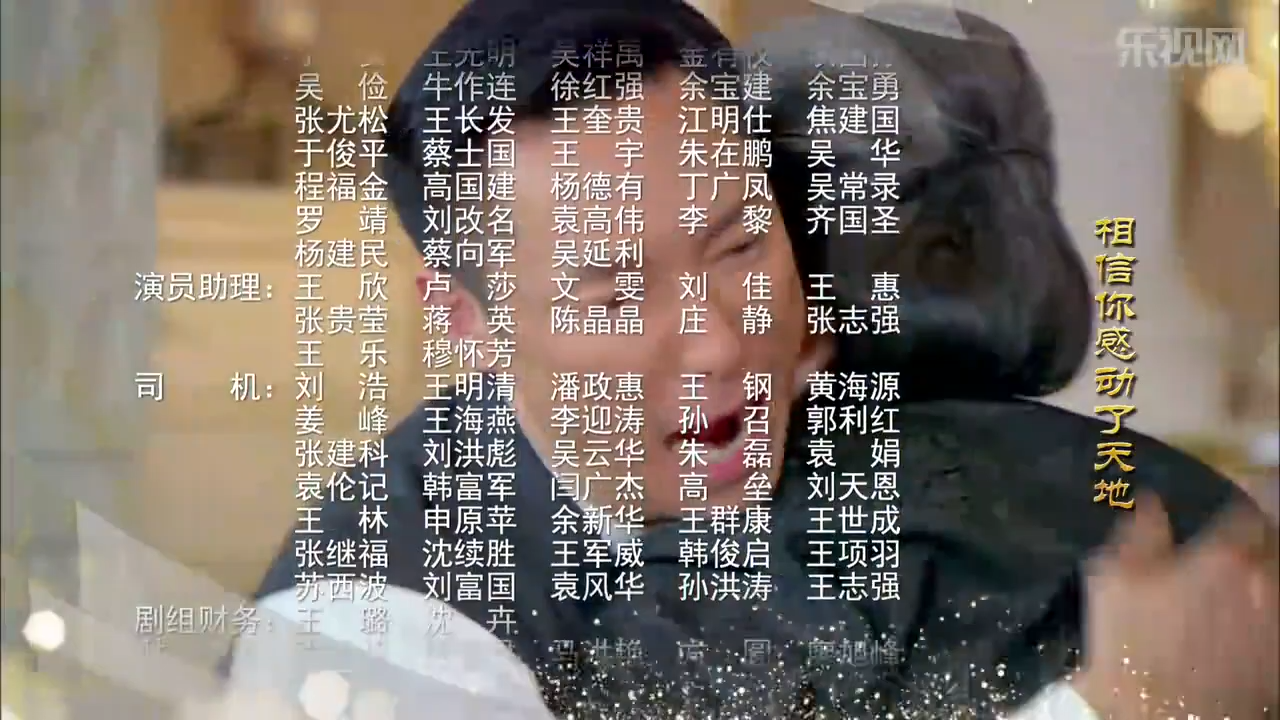 乐视网
王光明 吴祥禹
吴 俭 牛作连 徐红强 余宝建 余宝勇
张尤松 王长发 王奎贵 江明仕 焦建国
于俊平 蔡士国 王 宇 朱在鹏 吴 华
程福金 高国建 杨德有 丁广凤 吴常录
罗 靖 刘改名 袁高伟 李 黎 齐国圣
杨建民 蔡向军 吴延利
演员助理：王 欣 卢 莎 文 雯 刘 佳 王 惠
张贵莹 蒋 英 陈晶晶 庄 静 张志强
王 乐 穆怀芳
司 机：刘 浩 王明清 潘政惠 王 钢 黄海源
姜 峰 王海燕 李迎涛 孙 召 郭利红
张建科 刘洪彪 吴云华 朱 磊 袁 娟
袁伦记 韩富军 闫广杰 高 垒 刘天恩
王 林 申原苹 余新华 王群康 王世成
张继福 沈续胜 王军威 韩俊启 王项羽
苏西波 刘富国 袁风华 孙洪涛 王志强
剧组财务：王 璐 沈 卉
相信你感动了天地